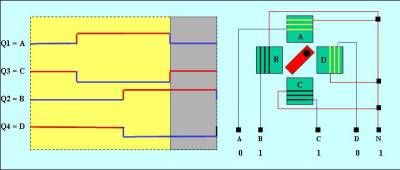 Q1 = A
Q3 = C
Q2 = B
Q4 = D
A
B
D
C
A B C D N
0 1 1 0 1